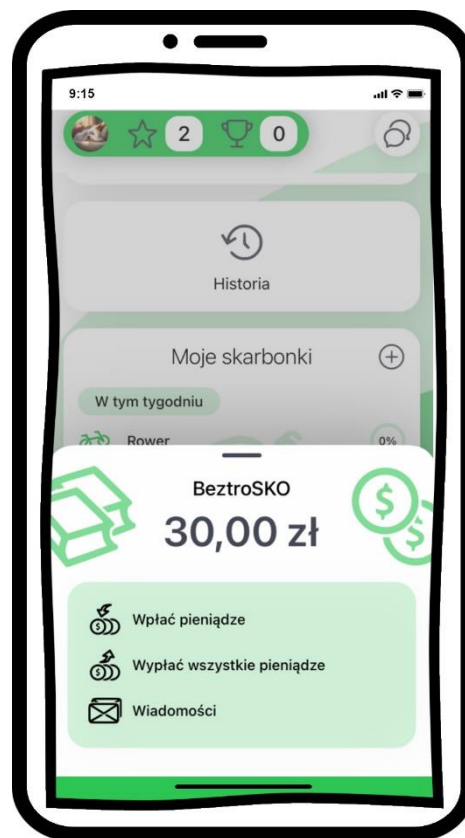 9:15
2 0
Historia
Moje skarbonki
W tym tygodniu
Rower 0%
BeztroSKO
30,00 zł
Wpłać pieniądze
Wypłać wszystkie pieniądze
Wiadomości